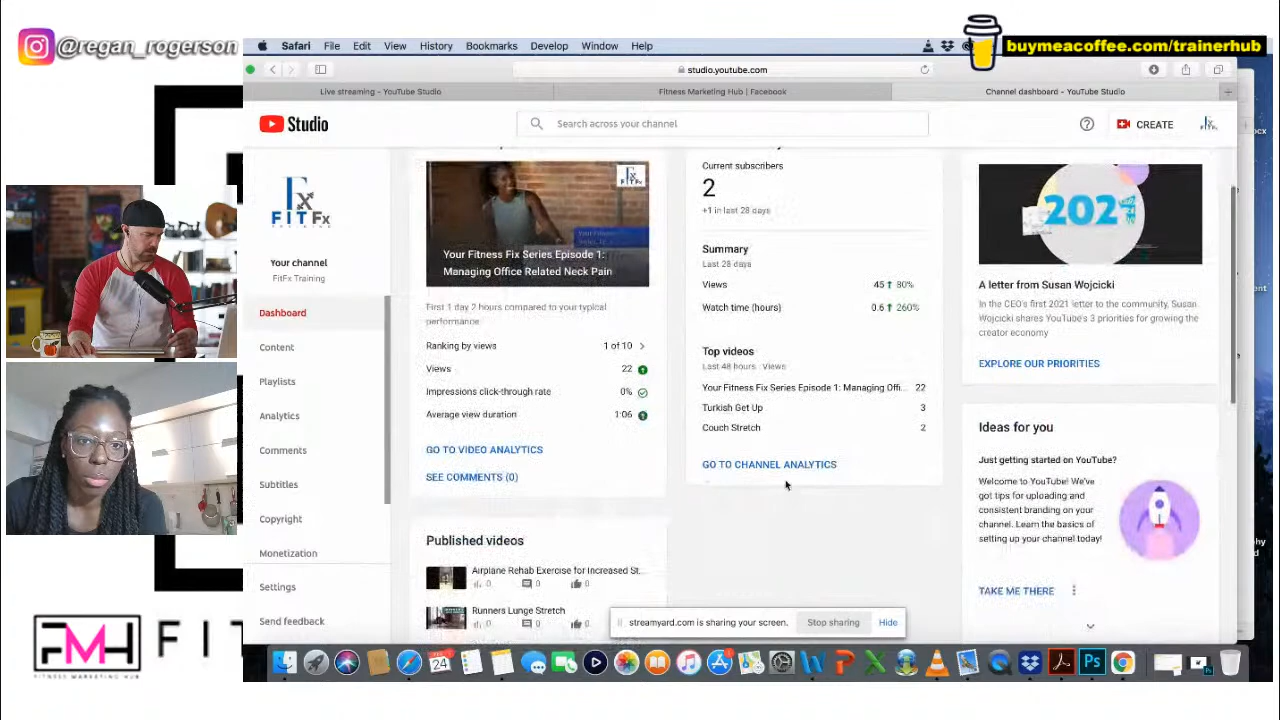 @regan_rogerson
buymeacoffee.com/trainerhub
Safari File Edit View History Bookmarks Develop Window Help
studio.youtube.com
Live streaming - YouTube Studio
Fitness Marketing Hub | Facebook
Channel dashboard - YouTube Studio
Studio
Search across your channel
CREATE
Fx
FITFx
Your channel
FitFx Training
Dashboard
Content
Playlists
Analytics
Comments
Subtitles
Copyright
Monetization
Settings
Send feedback
Your Fitness Fix Series Episode 1:
Managing Office Related Neck Pain
First 1 day 2 hours compared to your typical
performance:
Ranking by views 1 of 10
Views 22
Impressions click-through rate 0%
Average view duration 1:06
GO TO VIDEO ANALYTICS
SEE COMMENTS (0)
Published videos
Airplane Rehab Exercise for Increased St...
0 0 0
Runners Lunge Stretch
0 0 0
Current subscribers
2
+1 in last 28 days
Summary
Last 28 days
Views 45 80%
Watch time (hours) 0.6 260%
Top videos
Last 48 hours · Views
Your Fitness Fix Series Episode 1: Managing Offi... 22
Turkish Get Up 3
Couch Stretch 2
GO TO CHANNEL ANALYTICS
2021
A letter from Susan Wojcicki
In the CEO's first 2021 letter to the community, Susan
Wojcicki shares YouTube's 3 priorities for growing the
creator economy
EXPLORE OUR PRIORITIES
Ideas for you
Just getting started on YouTube?
Welcome to YouTube! We've
got tips for uploading and
consistent branding on your
channel. Learn the basics of
setting up your channel today!
TAKE ME THERE
streamyard.com is sharing your screen.
Stop sharing
Hide
FMH
FITNESS MARKETING HUB
FIT